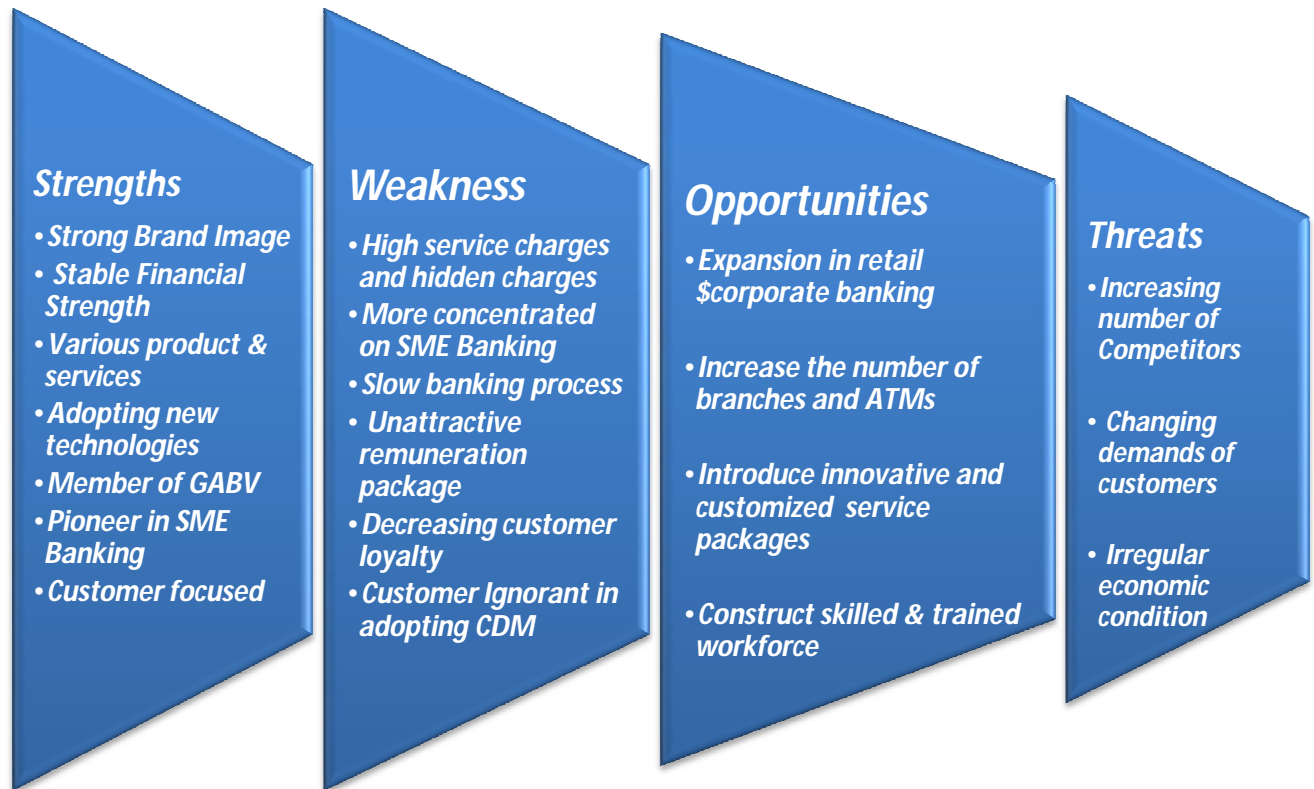 Strengths
• Strong Brand Image
• Stable Financial
Strength
• Various product &
services
• Adopting new
technologies
• Member of GABV
• Pioneer in SME
Banking
• Customer focused
Weakness
• High service charges
and hidden charges
• More concentrated
on SME Banking
• Slow banking process
• Unattractive
remuneration
package
• Decreasing customer
loyalty
• Customer Ignorant in
adopting CDM
Opportunities
• Expansion in retail
$corporate banking
• Increase the number of
branches and ATMs
• Introduce innovative and
customized service
packages
• Construct skilled & trained
workforce
Threats
• Increasing
number of
Competitors
• Changing
demands of
customers
• Irregular
economic
condition